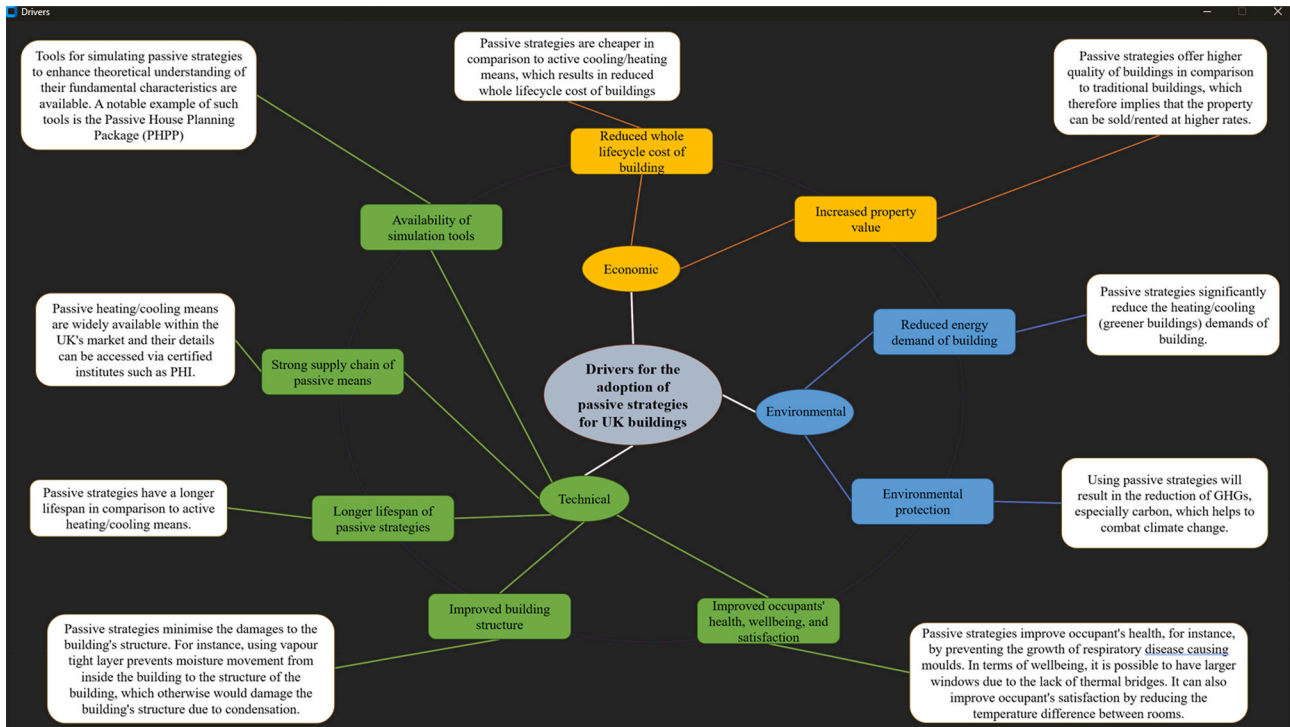 Drivers
Tools for simulating passive strategies
to enhance theoretical understanding of
their fundamental characteristics are
available. A notable example of such
tools is the Passive House Planning
Package (PHPP)
Passive strategies are cheaper in
comparison to active cooling/heating
means, which results in reduced
whole lifecycle cost of buildings
Passive strategies offer higher
quality of buildings in comparison
to traditional buildings, which
therefore implies that the property
can be sold/rented at higher rates.
Reduced whole
lifecycle cost of
building
Availability of
simulation tools
Increased property
value
Economic
Passive heating/cooling means
are widely available within the
UK's market and their details
can be accessed via certified
institutes such as PHI.
Strong supply chain of
passive means
Reduced energy
demand of building
Passive strategies significantly
reduce the heating/cooling
(greener buildings) demands of
building.
Drivers for the
adoption of
passive strategies
for UK buildings
Environmental
Passive strategies have a longer
lifespan in comparison to active
heating/cooling means.
Longer lifespan of
passive strategies
Technical
Environmental
protection
Using passive strategies will
result in the reduction of GHGs,
especially carbon, which helps to
combat climate change.
Improved building
structure
Improved occupants'
health, wellbeing, and
satisfaction
Passive strategies minimise the damages to the
building's structure. For instance, using vapour
tight layer prevents moisture movement from
inside the building to the structure of the
building, which otherwise would damage the
building's structure due to condensation.
Passive strategies improve occupant's health, for instance,
by preventing the growth of respiratory disease causing
moulds. In terms of wellbeing, it is possible to have larger
windows due to the lack of thermal bridges. It can also
improve occupant's satisfaction by reducing the
temperature difference between rooms.